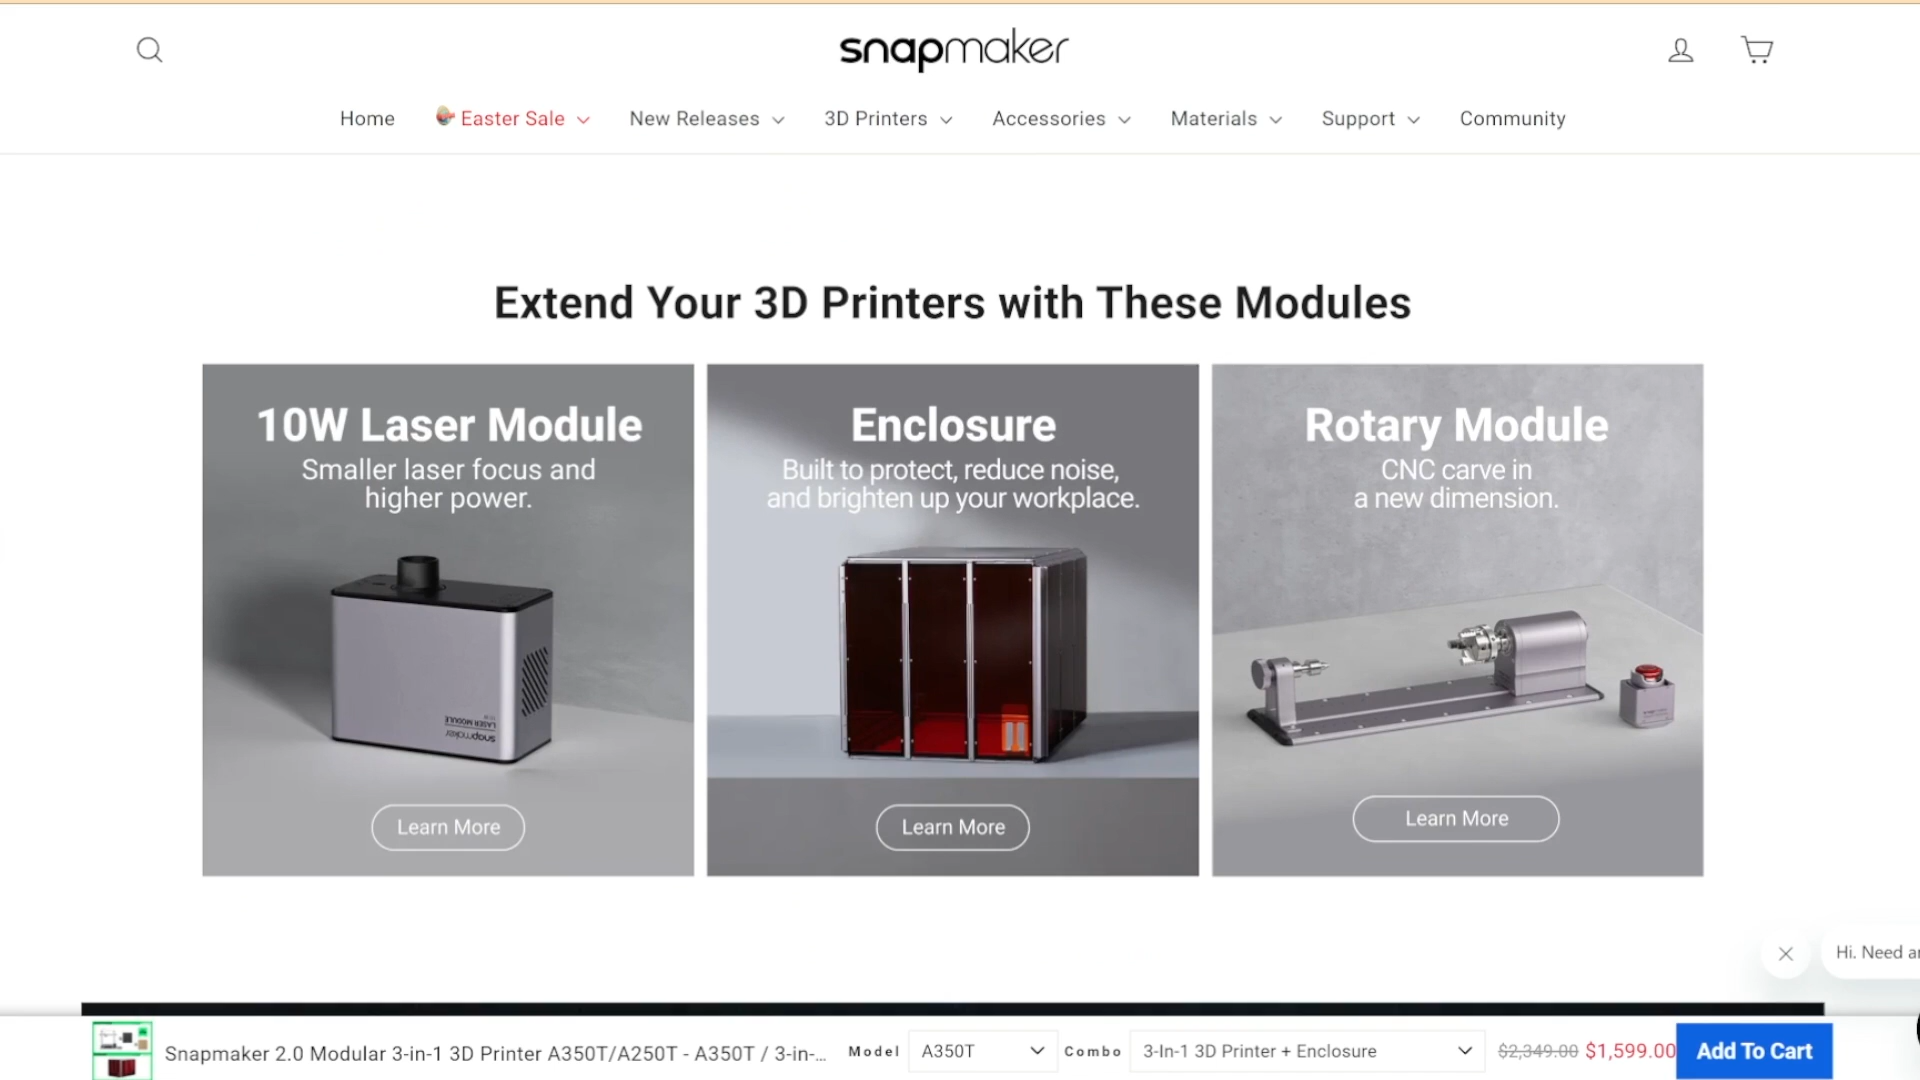 snapmaker
Home
Easter Sale
New Releases
3D Printers
Accessories
Materials
Support
Community
Extend Your 3D Printers with These Modules
10W Laser Module
Smaller laser focus and
higher power.
snapmaker
LASER MODULE
Learn More
Enclosure
Built to protect, reduce noise,
and brighten up your workplace.
Learn More
Rotary Module
CNC carve in
a new dimension.
Learn More
Hi. Need
Snapmaker 2.0 Modular 3-in-1 3D Printer A350T/A250T - A350T / 3-in-...
Model
A350T
Combo
3-In-1 3D Printer + Enclosure
$2,349.00 $1,599.00
Add To Cart